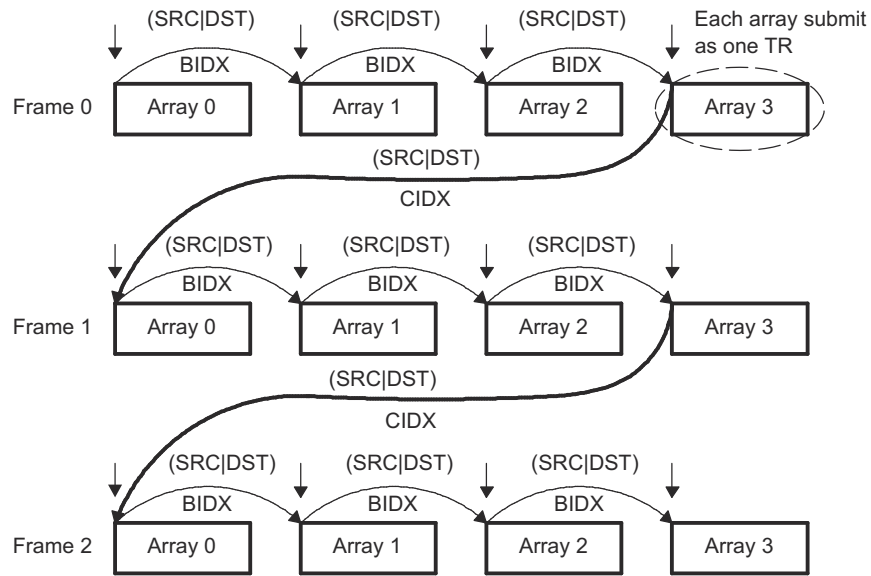 (SRC|DST) (SRC|DST) (SRC|DST) Each array submit
as one TR
BIDX BIDX BIDX
Frame 0 Array 0 Array 1 Array 2 Array 3
(SRC|DST)
CIDX
(SRC|DST) (SRC|DST) (SRC|DST)
BIDX BIDX BIDX
Frame 1 Array 0 Array 1 Array 2 Array 3
(SRC|DST)
CIDX
(SRC|DST) (SRC|DST) (SRC|DST)
BIDX BIDX BIDX
Frame 2 Array 0 Array 1 Array 2 Array 3